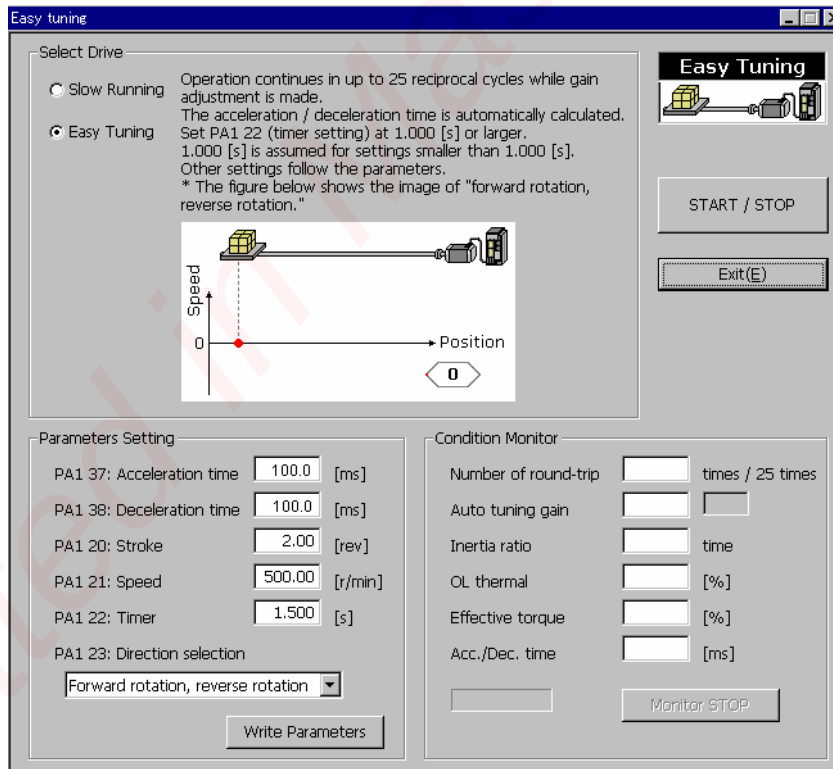 Easy tuning
Select Drive
Slow Running
Easy Tuning
Operation continues in up to 25 reciprocal cycles while gain
adjustment is made.
The acceleration / deceleration time is automatically calculated.
Set PA1 22 (timer setting) at 1.000 [s] or larger.
1.000 [s] is assumed for settings smaller than 1.000 [s].
Other settings follow the parameters.
* The figure below shows the image of "forward rotation,
reverse rotation."
Speed
0
Position
0
Easy Tuning
START / STOP
Exit(E)
Parameters Setting
PA1 37: Acceleration time 100.0 [ms]
PA1 38: Deceleration time 100.0 [ms]
PA1 20: Stroke 2.00 [rev]
PA1 21: Speed 500.00 [r/min]
PA1 22: Timer 1.500 [s]
PA1 23: Direction selection
Forward rotation, reverse rotation
Write Parameters
Condition Monitor
Number of round-trip times / 25 times
Auto tuning gain
Inertia ratio time
OL thermal [%]
Effective torque [%]
Acc./Dec. time [ms]
Monitor STOP